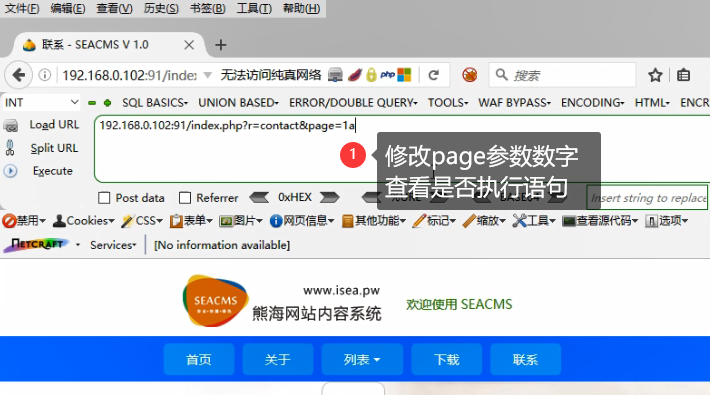 文件(F) 编辑(E) 查看(V) 历史(S) 书签(B) 工具(T) 帮助(H)
联系 - SEACMS V 1.0
192.168.0.102:91/inde: 无法访问纯真网络 php 搜索
INT SQL BASICS UNION BASED ERROR/DOUBLE QUERY TOOLS WAF BYPASS ENCODING HTML ENCR
Load URL 192.168.0.102:91/index.php?r=contact&page=1a
Split URL
Execute
1 修改page参数数字
查看是否执行语句
Post data Referrer 0xHEX %URL BASE64 Insert string to replace
禁用 Cookies CSS 表单 图片 网页信息 其他功能 标记 缩放 工具 查看源代码 选项
NETCRAFT Services [No information available]
SEACMS
www.isea.pw
熊海网站内容系统
欢迎使用 SEACMS
首页 关于 列表 下载 联系